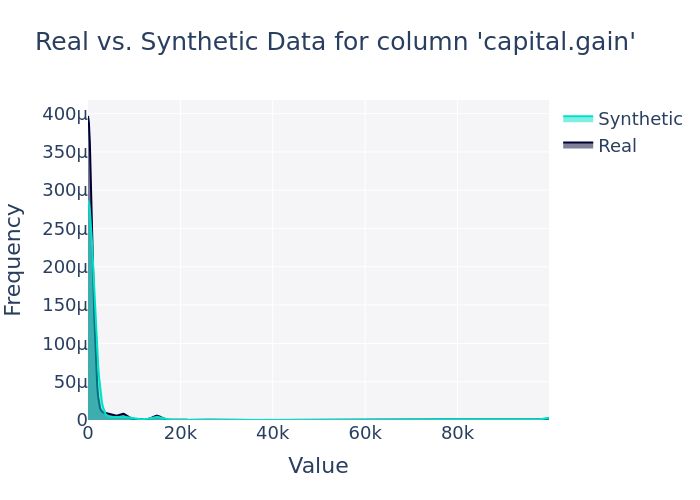 Real vs. Synthetic Data for column 'capital.gain'
Synthetic
Real
400μ
350μ
300μ
250μ
200μ
150μ
100μ
50μ
0
0
20k
40k
60k
80k
Frequency
Value